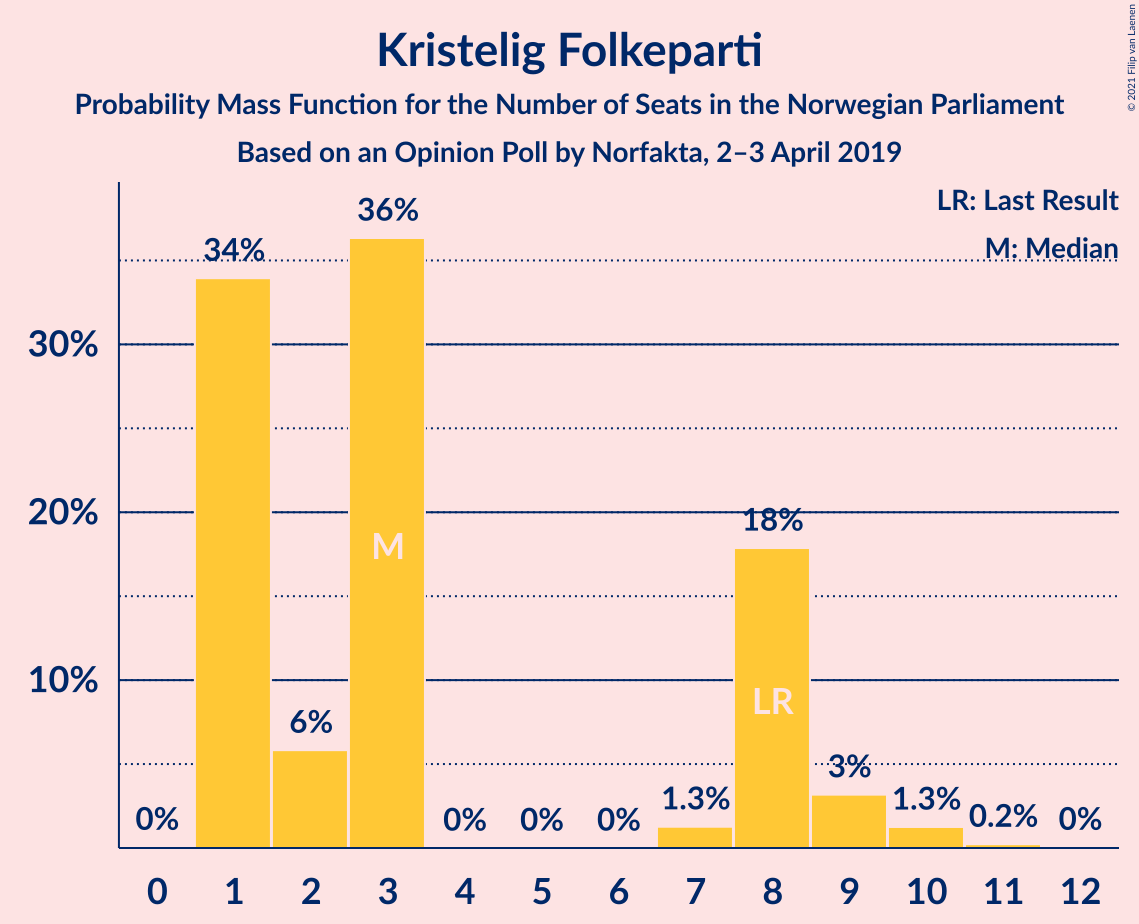 Kristelig Folkeparti
Probability Mass Function for the Number of Seats in the Norwegian Parliament
Based on an Opinion Poll by Norfakta, 2–3 April 2019
© 2021 Filip van Laenen
LR: Last Result
M: Median
30%
20%
10%
0%
34%
6%
36%
0%
0%
0%
1.3%
18%
3%
1.3%
0.2%
0%
M
LR
0 1 2 3 4 5 6 7 8 9 10 11 12